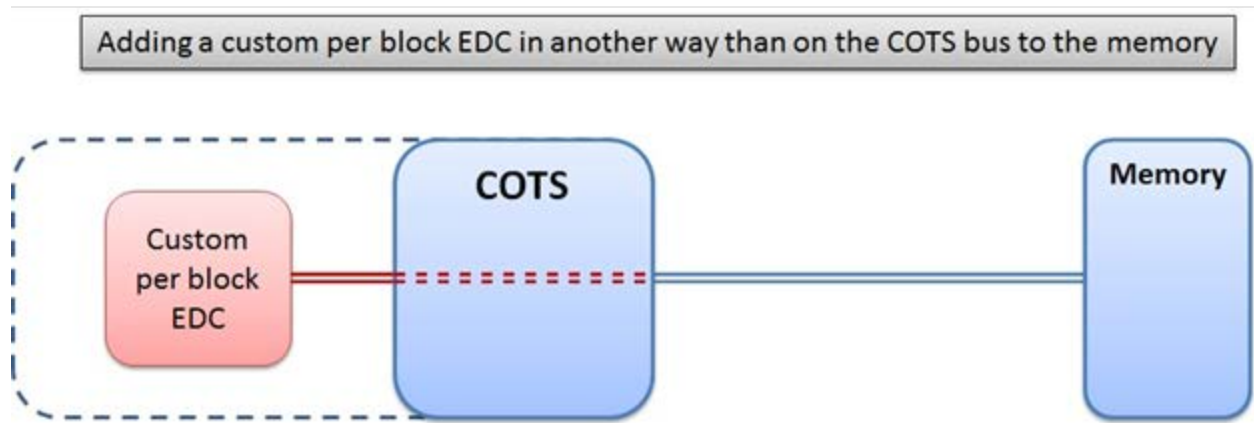 Adding a custom per block EDC in another way than on the COTS bus to the memory
COTS
Memory
Custom
per block
EDC